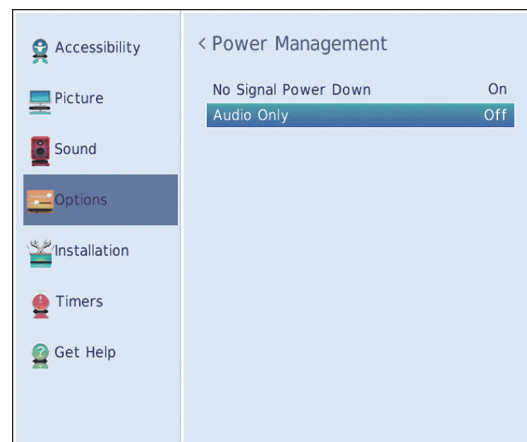 Accessibility
Picture
Sound
Options
Installation
Timers
Get Help
< Power Management
No Signal Power Down On
Audio Only Off